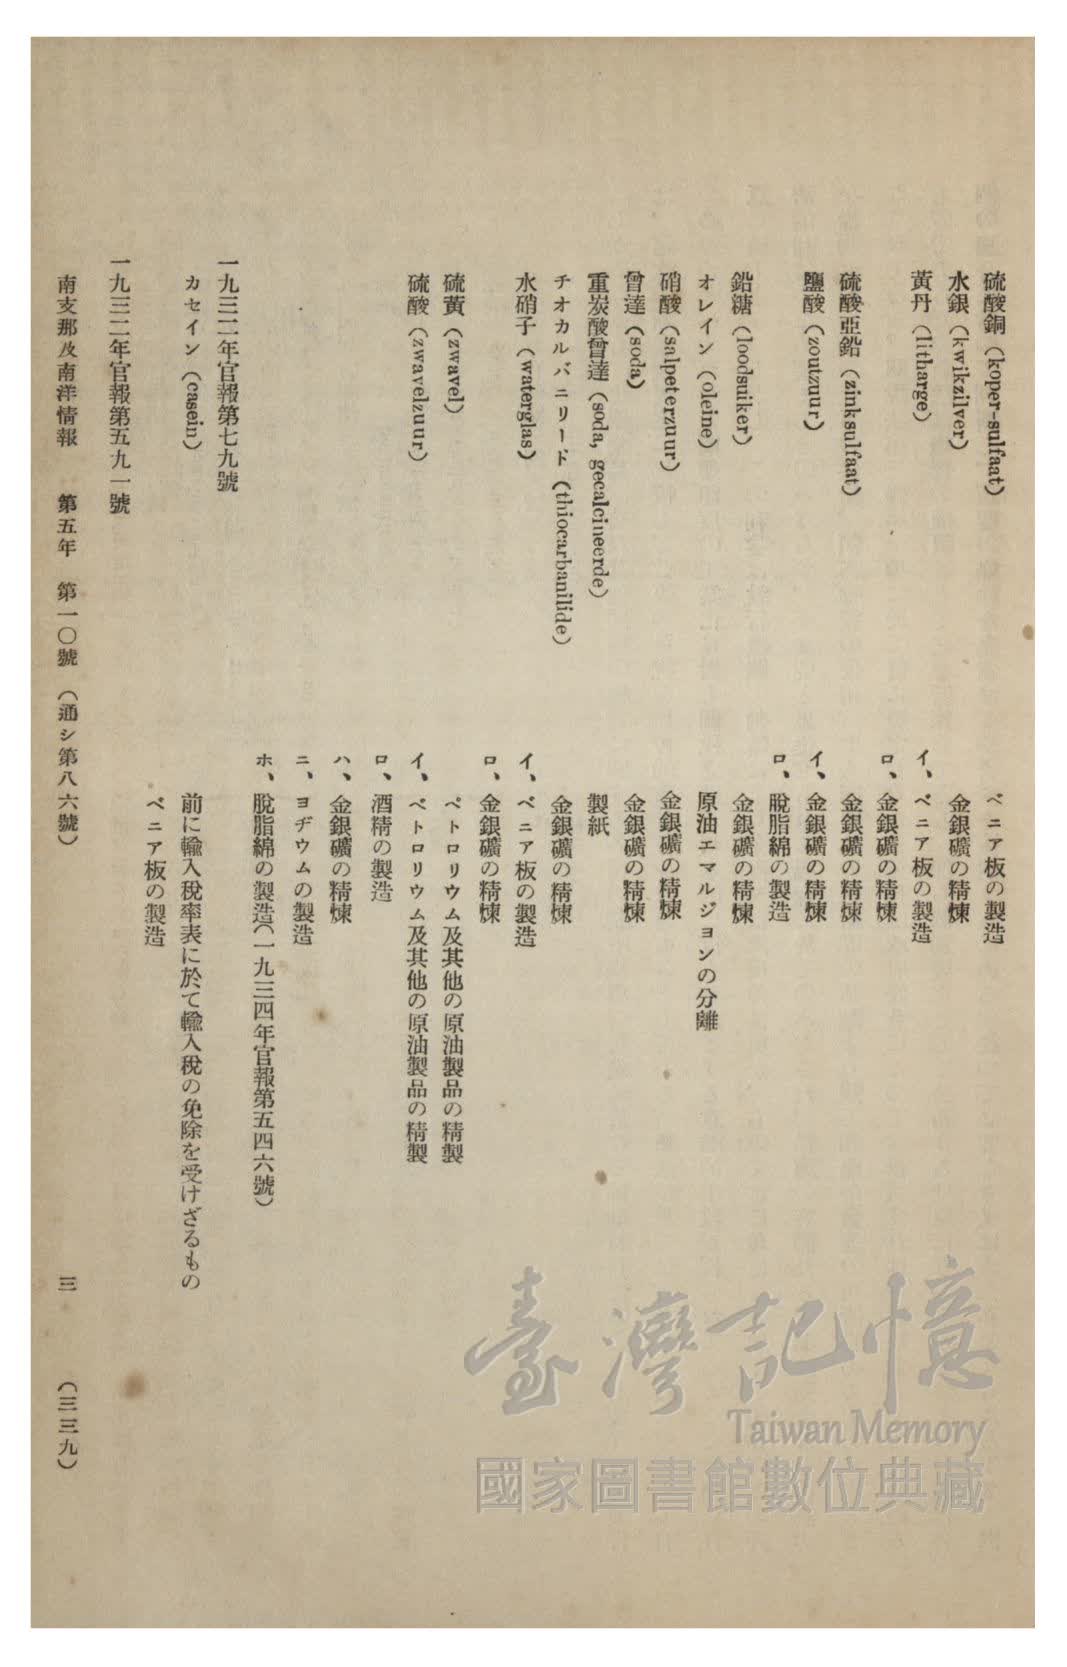 硫酸銅（koper-sulfaat）　ベニア板の製造
水銀（kwikzilver）　金銀礦の精煉
黃丹（litharge）　イ、ベニア板の製造
ロ、金銀礦の精煉
硫酸亞鉛（zinksulfaat）　金銀礦の精煉
鹽酸（zoutzuur）　イ、金銀礦の精煉
ロ、脫脂綿の製造
鉛糖（loodsuiker）　金銀礦の精煉
オレイン（oleine）　原油エマルジョンの分離
硝酸（salpeterzuur）　金銀礦の精煉
曾達（soda）　金銀礦の精煉
重炭酸曾達（soda, gecalcineerde）　製紙
チオカルバニリード（thiocarbanilide）　金銀礦の精煉
水硝子（waterglas）　イ、ベニア板の製造
ロ、金銀礦の精煉
硫黃（zwavel）　ペトロリウム及其他の原油製品の精製
硫酸（zwavelzuur）　イ、ペトロリウム及其他の原油製品の精製
ロ、酒精の製造
ハ、金銀礦の精煉
ニ、ヨヂウムの製造
ホ、脫脂綿の製造（一九三四年官報第五四六號）
一九三二年官報第七九號
カセイン（casein）　前に輸入稅率表に於て輸入稅の免除を受けざるもの
ベニア板の製造
一九三二年官報第五九一號
南支那及南洋情報　第五年　第一〇號　（通シ第八六號）　三　（三三九）
臺灣記憶
Taiwan Memory
國家圖書館數位典藏